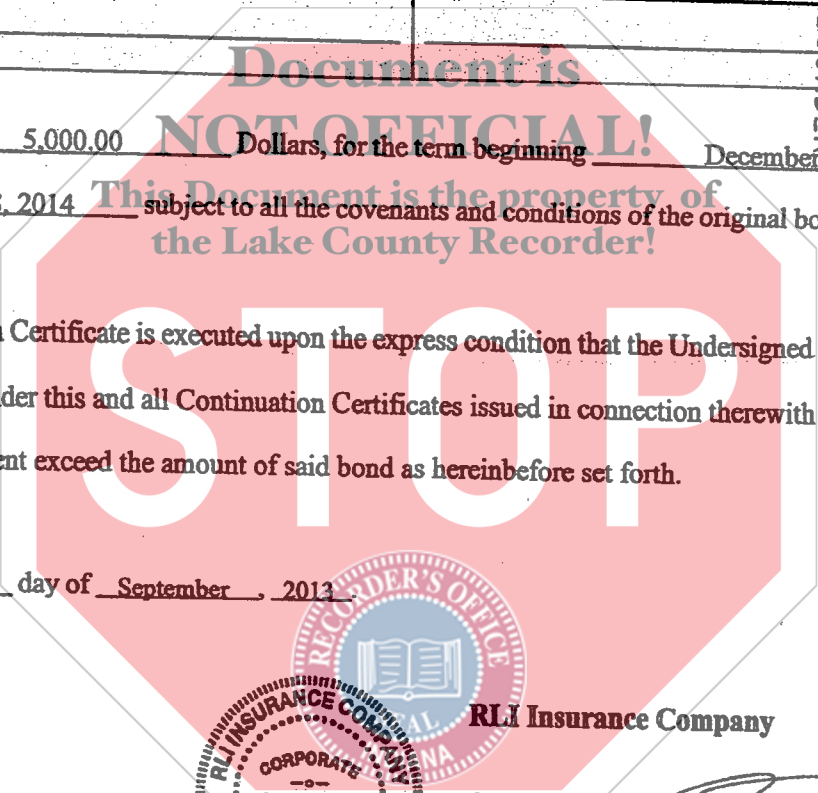 Document is
NOT OFFICIAL!
5,000.00 Dollars, for the term beginning December
, 2014 subject to all the covenants and conditions of the original bo
This Document is the property of
the Lake County Recorder!
Certificate is executed upon the express condition that the Undersigned
der this and all Continuation Certificates issued in connection therewith
nt exceed the amount of said bond as hereinbefore set forth.
STOP
day of September , 2013 .
RECORDER'S OFFICE
RLI Insurance Company
RLI INSURANCE COMPANY
CORPORATE